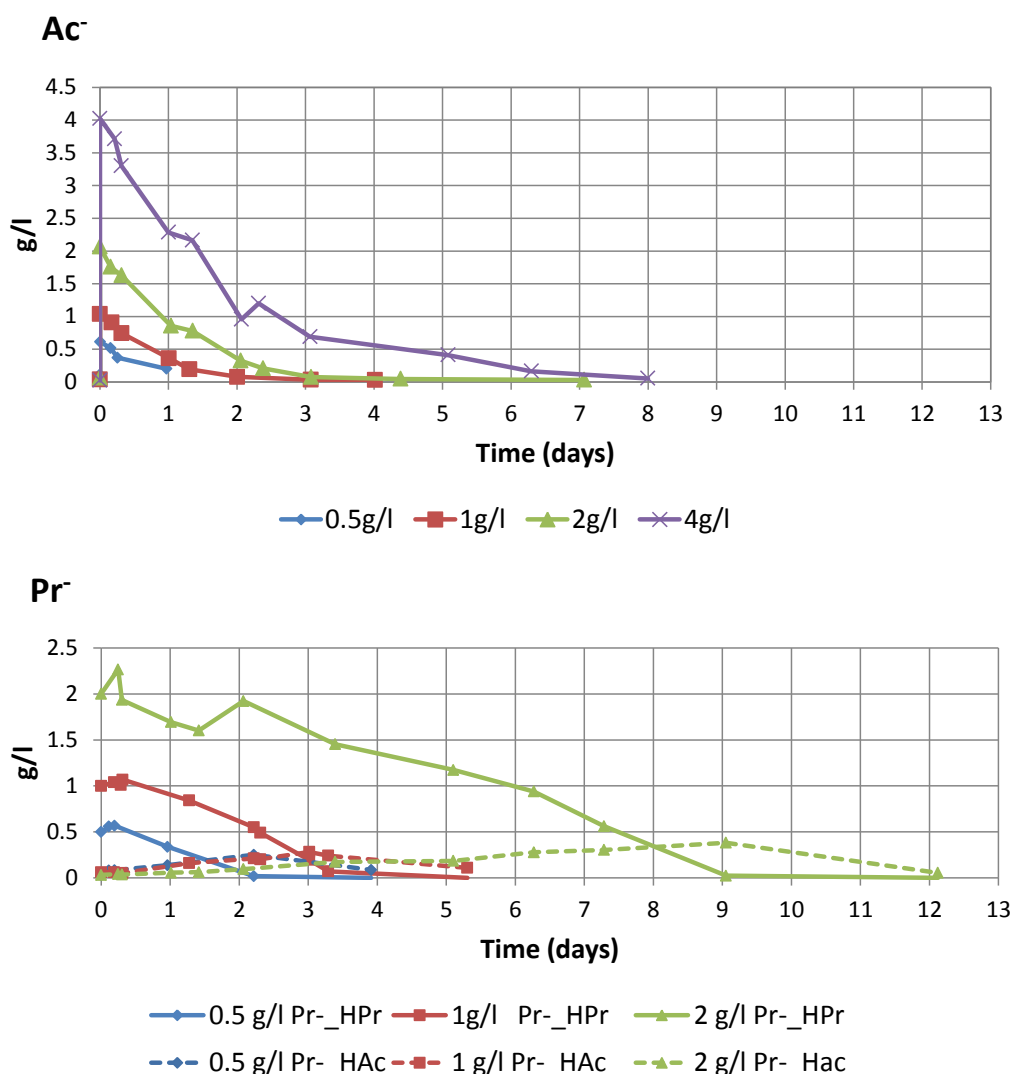 Ac-
4.5
4
3.5
3
2.5
2
1.5
1
0.5
0
g/l
0 1 2 3 4 5 6 7 8 9 10 11 12 13
Time (days)
0.5g/l 1g/l 2g/l 4g/l
Pr-
2.5
2
1.5
1
0.5
0
g/l
0 1 2 3 4 5 6 7 8 9 10 11 12 13
Time (days)
0.5 g/l Pr-_HPr 1g/l Pr-_HPr 2 g/l Pr-_HPr
0.5 g/l Pr-_HAc 1 g/l Pr-_HAc 2 g/l Pr-_Hac